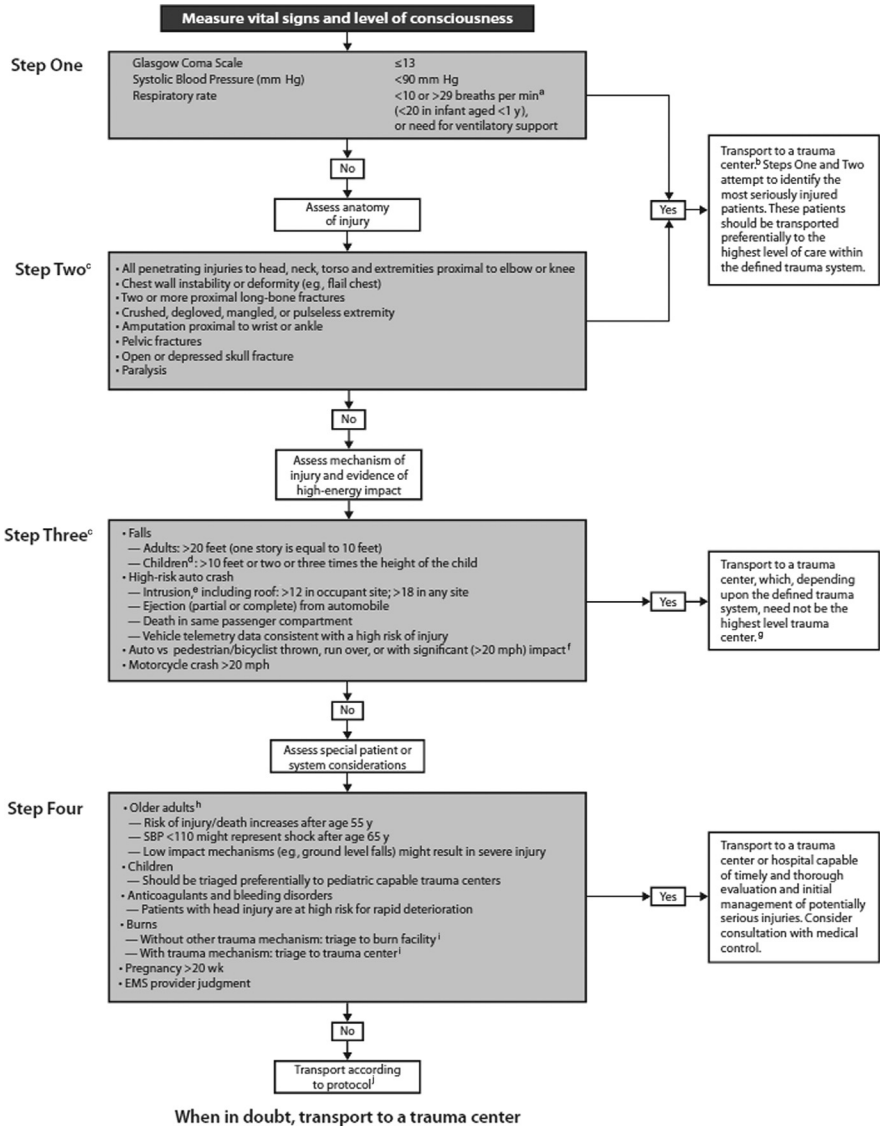 Measure vital signs and level of consciousness
Step One
Glasgow Coma Scale ≤13
Systolic Blood Pressure (mm Hg) <90 mm Hg
Respiratory rate <10 or >29 breaths per minᵃ
(<20 in infant aged <1 y),
or need for ventilatory support
No
Assess anatomy
of injury
Yes
Transport to a trauma
center.ᵇ Steps One and Two
attempt to identify the
most seriously injured
patients. These patients
should be transported
preferentially to the
highest level of care within
the defined trauma system.
Step Twoᶜ
• All penetrating injuries to head, neck, torso and extremities proximal to elbow or knee
• Chest wall instability or deformity (e.g., flail chest)
• Two or more proximal long-bone fractures
• Crushed, degloved, mangled, or pulseless extremity
• Amputation proximal to wrist or ankle
• Pelvic fractures
• Open or depressed skull fracture
• Paralysis
No
Assess mechanism of
injury and evidence of
high-energy impact
Step Threeᶜ
• Falls
— Adults: >20 feet (one story is equal to 10 feet)
— Childrenᵈ: >10 feet or two or three times the height of the child
• High-risk auto crash
— Intrusion,ᵉ including roof: >12 in occupant site; >18 in any site
— Ejection (partial or complete) from automobile
— Death in same passenger compartment
— Vehicle telemetry data consistent with a high risk of injury
• Auto vs pedestrian/bicyclist thrown, run over, or with significant (>20 mph) impactᶠ
• Motorcycle crash >20 mph
Yes
Transport to a trauma
center, which, depending
upon the defined trauma
system, need not be the
highest level trauma
center.ᵍ
No
Assess special patient or
system considerations
Step Four
• Older adultsʰ
— Risk of injury/death increases after age 55 y
— SBP <110 might represent shock after age 65 y
— Low impact mechanisms (eg, ground level falls) might result in severe injury
• Children
— Should be triaged preferentially to pediatric capable trauma centers
• Anticoagulants and bleeding disorders
— Patients with head injury are at high risk for rapid deterioration
• Burns
— Without other trauma mechanism: triage to burn facilityⁱ
— With trauma mechanism: triage to trauma centerⁱ
• Pregnancy >20 wk
• EMS provider judgment
Yes
Transport to a trauma
center or hospital capable
of timely and thorough
evaluation and initial
management of potentially
serious injuries. Consider
consultation with medical
control.
No
Transport according
to protocolʲ
When in doubt, transport to a trauma center